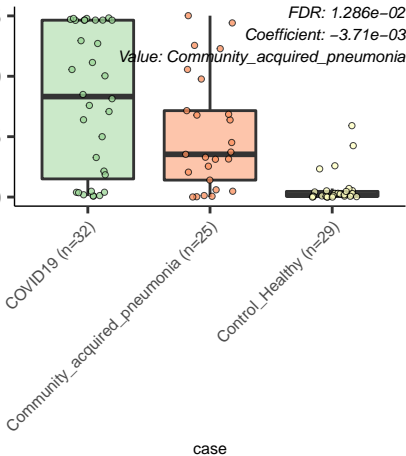 FDR: 1.286e−02
Coefficient: −3.71e−03
Value: Community_acquired_pneumonia
COVID19 (n=32)
Community_acquired_pneumonia (n=25)
Control_Healthy (n=29)
case